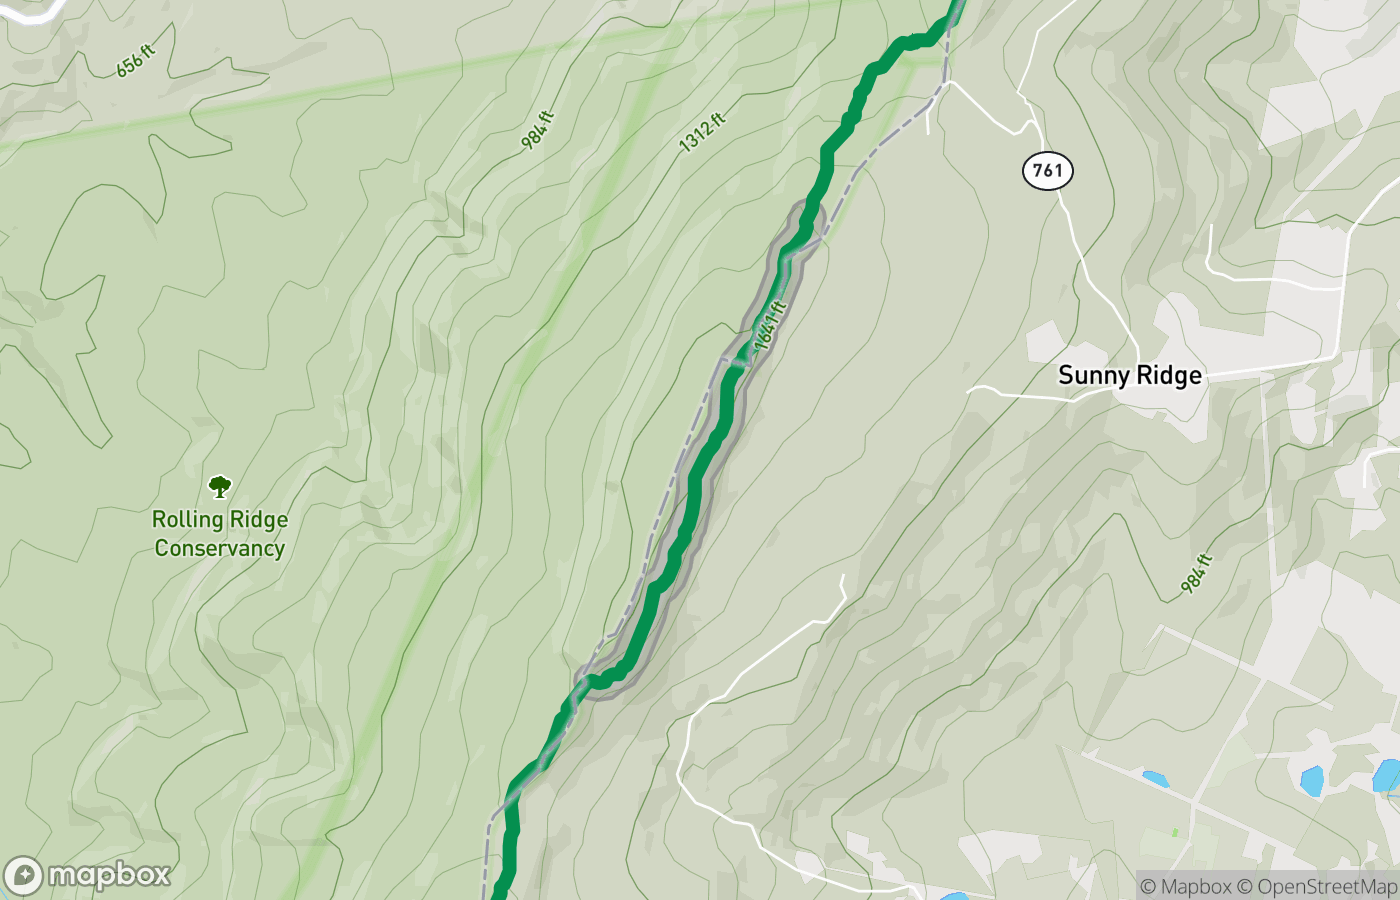 656 ft
984 ft
1312 ft
761
1641 ft
Sunny Ridge
Rolling Ridge
Conservancy
984 ft
mapbox
© Mapbox © OpenStreetMap